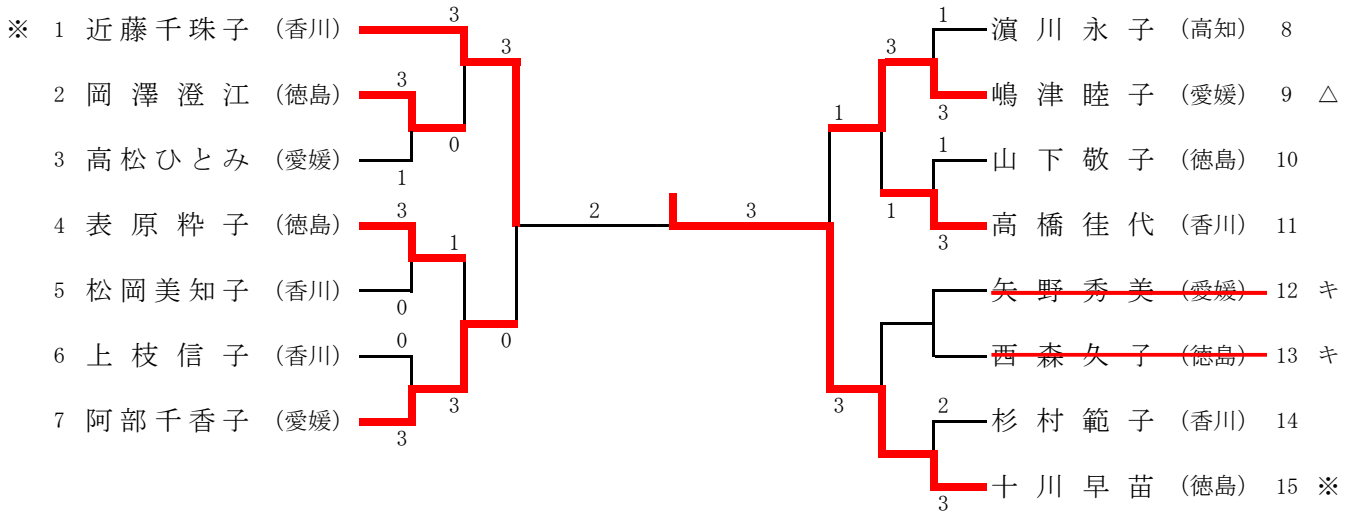 ※ 1 近藤千珠子 (香川)
2 岡澤澄江 (徳島)
3 高松ひとみ (愛媛)
4 表原粋子 (徳島)
5 松岡美知子 (香川)
6 上枝信子 (香川)
7 阿部千香子 (愛媛)
3
3
3
0
1
3
1
0
0
0
3
3
2
3
1
3
1
3
1
1
3
3
2
3
濵川永子 (高知) 8
嶋津睦子 (愛媛) 9 △
山下敬子 (徳島) 10
高橋徍代 (香川) 11
矢野秀美 (愛媛) 12 キ
西森久子 (徳島) 13 キ
杉村範子 (香川) 14
十川早苗 (徳島) 15 ※